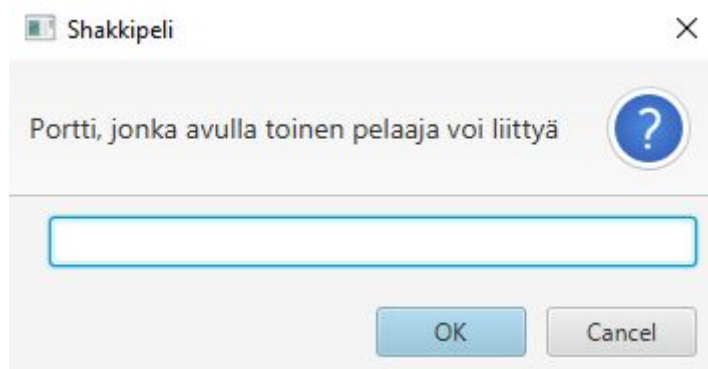 Shakkipeli
Portti, jonka avulla toinen pelaaja voi liittyä
?
OK
Cancel